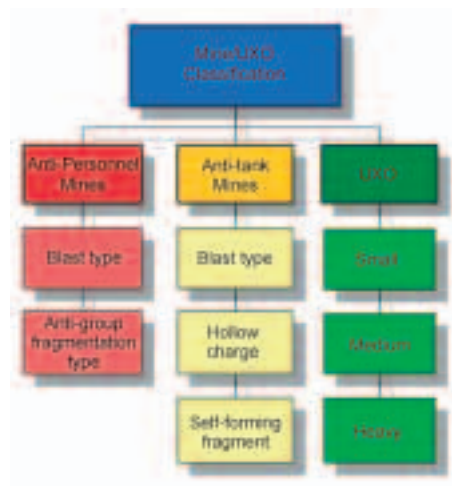 Mine/UXO
Classification
Anti-Personnel
Mines
Blast type
Anti-group
fragmentation
type
Anti-tank
Mines
Blast type
Hollow
charge
Self-forming
fragment
UXO
Small
Medium
Heavy